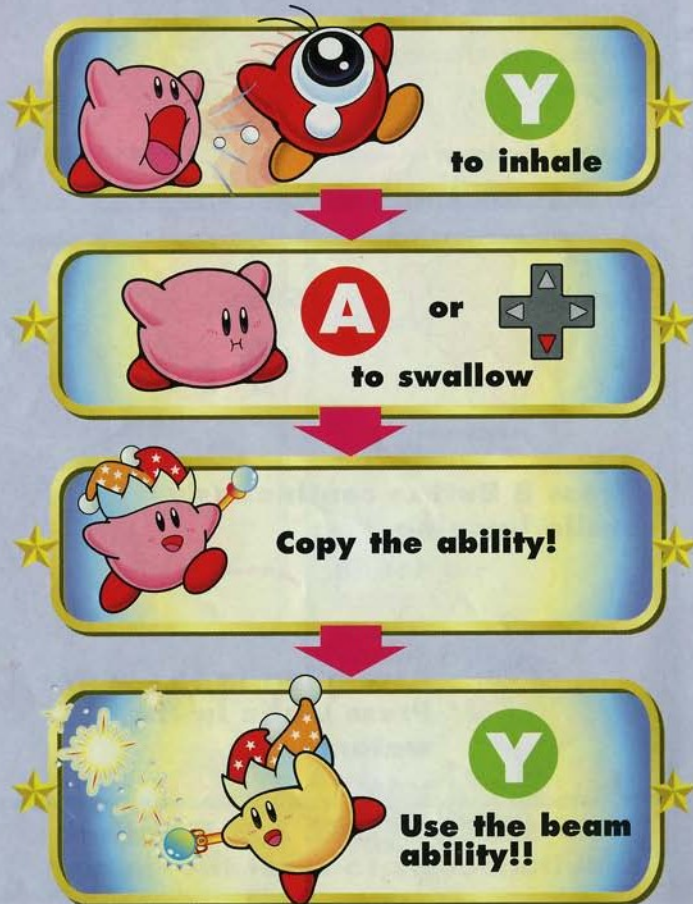 Y
to inhale
A or
to swallow
Copy the ability!
Y
Use the beam
ability!!